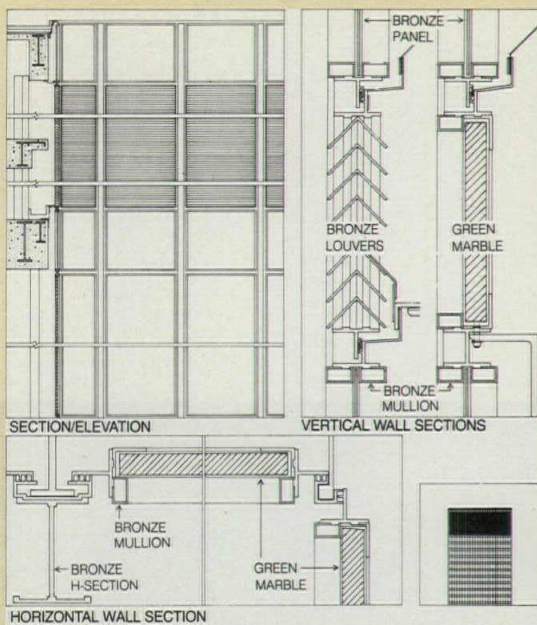 BRONZE
PANEL
BRONZE
LOUVERS
GREEN
MARBLE
BRONZE
MULLION
SECTION/ELEVATION
VERTICAL WALL SECTIONS
BRONZE
MULLION
BRONZE
H-SECTION
GREEN
MARBLE
HORIZONTAL WALL SECTION